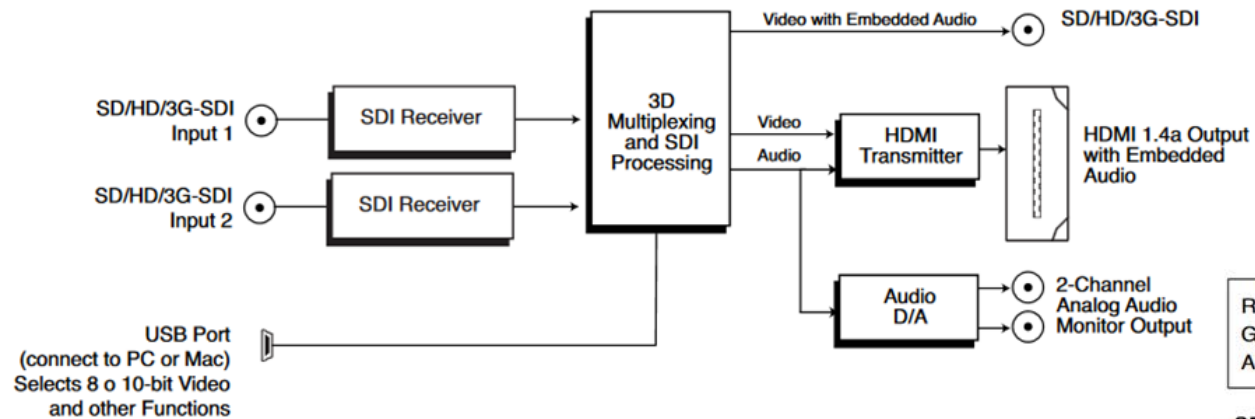 Video with Embedded Audio
SD/HD/3G-SDI
SD/HD/3G-SDI
Input 1
SDI Receiver
3D
Multiplexing
and SDI
Processing
Video
Audio
HDMI
Transmitter
HDMI 1.4a Output
with Embedded
Audio
SD/HD/3G-SDI
Input 2
SDI Receiver
Audio
D/A
2-Channel
Analog Audio
Monitor Output
USB Port
(connect to PC or Mac)
Selects 8 o 10-bit Video
and other Functions
R
G
A